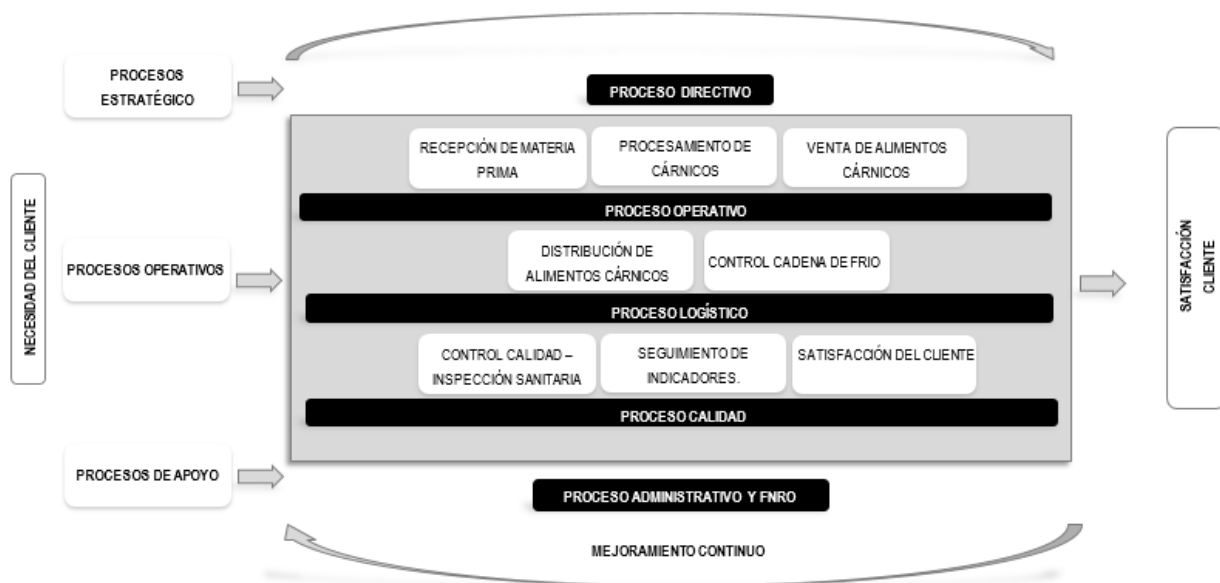 PROCESOS
ESTRATÉGICO
PROCESO DIRECTIVO
RECEPCIÓN DE MATERIA
PRIMA
PROCESAMIENTO DE
CÁRNICOS
VENTA DE ALIMENTOS
CÁRNICOS
PROCESO OPERATIVO
NECESIDAD DEL CLIENTE
PROCESOS OPERATIVOS
DISTRIBUCIÓN DE
ALIMENTOS CÁRNICOS
CONTROL CADENA DE FRIO
PROCESO LOGÍSTICO
SATISFACCIÓN
CLIENTE
CONTROL CALIDAD –
INSPECCIÓN SANITARIA
SEGUIMIENTO DE
INDICADORES.
SATISFACCIÓN DEL CLIENTE
PROCESO CALIDAD
PROCESOS DE APOYO
PROCESO ADMINISTRATIVO Y FNRO
MEJORAMIENTO CONTINUO